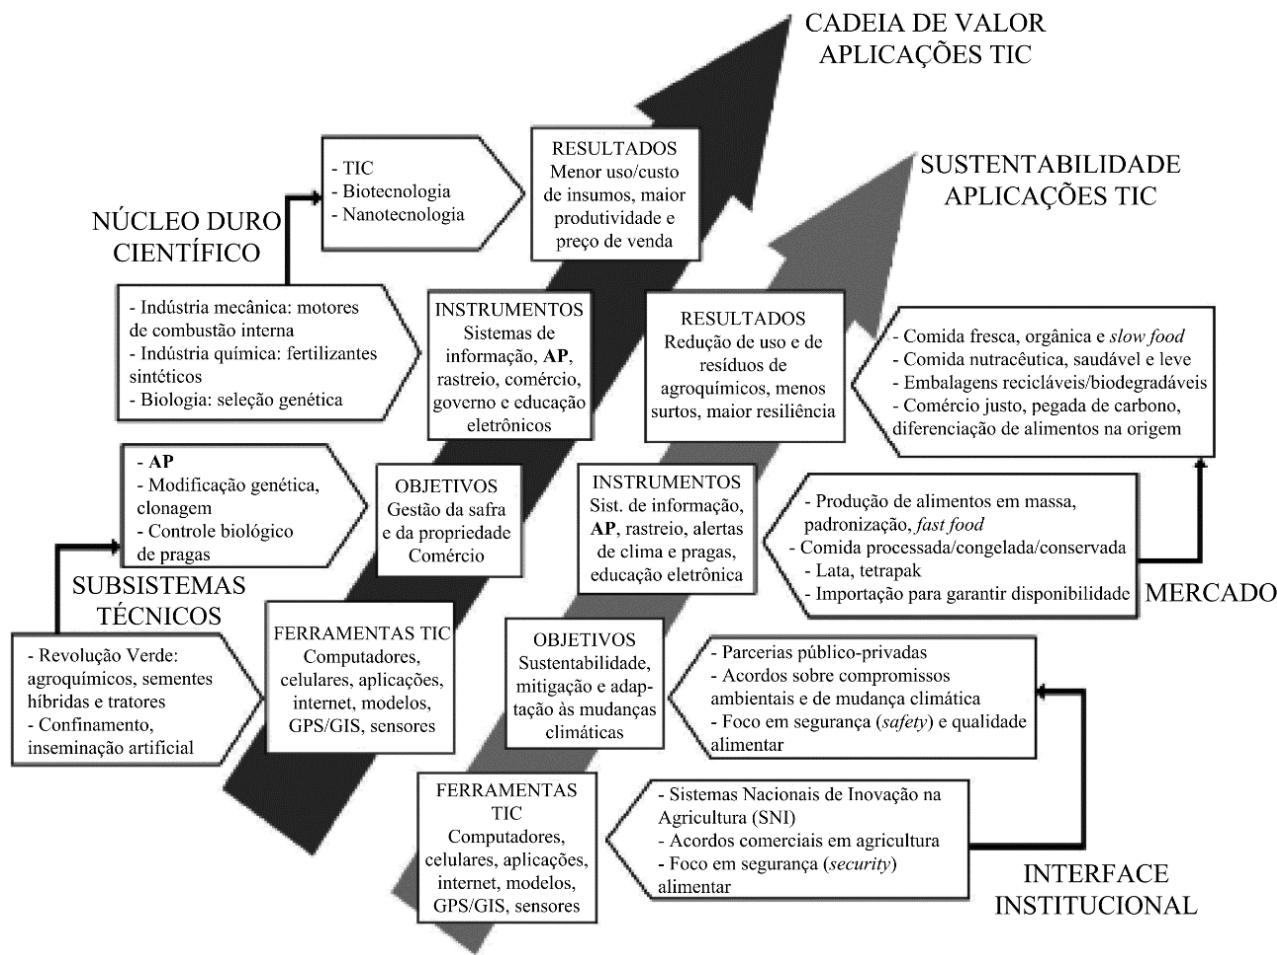 CADEIA DE VALOR
APLICAÇÕES TIC
SUSTENTABILIDADE
APLICAÇÕES TIC
NÚCLEO DURO
CIENTÍFICO
- TIC
- Biotecnologia
- Nanotecnologia
RESULTADOS
Menor uso/custo
de insumos, maior
produtividade e
preço de venda
- Indústria mecânica: motores
de combustão interna
- Indústria química: fertilizantes
sintéticos
- Biologia: seleção genética
INSTRUMENTOS
Sistemas de
informação, AP,
rastreio, comércio,
governo e educação
eletrônicos
RESULTADOS
Redução de uso e de
resíduos de
agroquímicos, menos
surtos, maior resiliência
- Comida fresca, orgânica e slow food
- Comida nutracêutica, saudável e leve
- Embalagens recicláveis/biodegradáveis
- Comércio justo, pegada de carbono,
diferenciação de alimentos na origem
- AP
- Modificação genética,
clonagem
- Controle biológico
de pragas
OBJETIVOS
Gestão da safra
e da propriedade
Comércio
INSTRUMENTOS
Sist. de informação,
AP, rastreio, alertas
de clima e pragas,
educação eletrônica
- Produção de alimentos em massa,
padronização, fast food
- Comida processada/congelada/conservada
- Lata, tetrapak
- Importação para garantir disponibilidade
MERCADO
SUBSISTEMAS
TÉCNICOS
- Revolução Verde:
agroquímicos, sementes
híbridas e tratores
- Confinamento,
inseminação artificial
FERRAMENTAS TIC
Computadores,
celulares, aplicações,
internet, modelos,
GPS/GIS, sensores
OBJETIVOS
Sustentabilidade,
mitigação e adap-
tação às mudanças
climáticas
- Parcerias público-privadas
- Acordos sobre compromissos
ambientais e de mudança climática
- Foco em segurança (safety) e qualidade
alimentar
FERRAMENTAS
TIC
Computadores,
celulares, aplicações,
internet, modelos,
GPS/GIS, sensores
- Sistemas Nacionais de Inovação na
Agricultura (SNI)
- Acordos comerciais em agricultura
- Foco em segurança (security)
alimentar
INTERFACE
INSTITUCIONAL